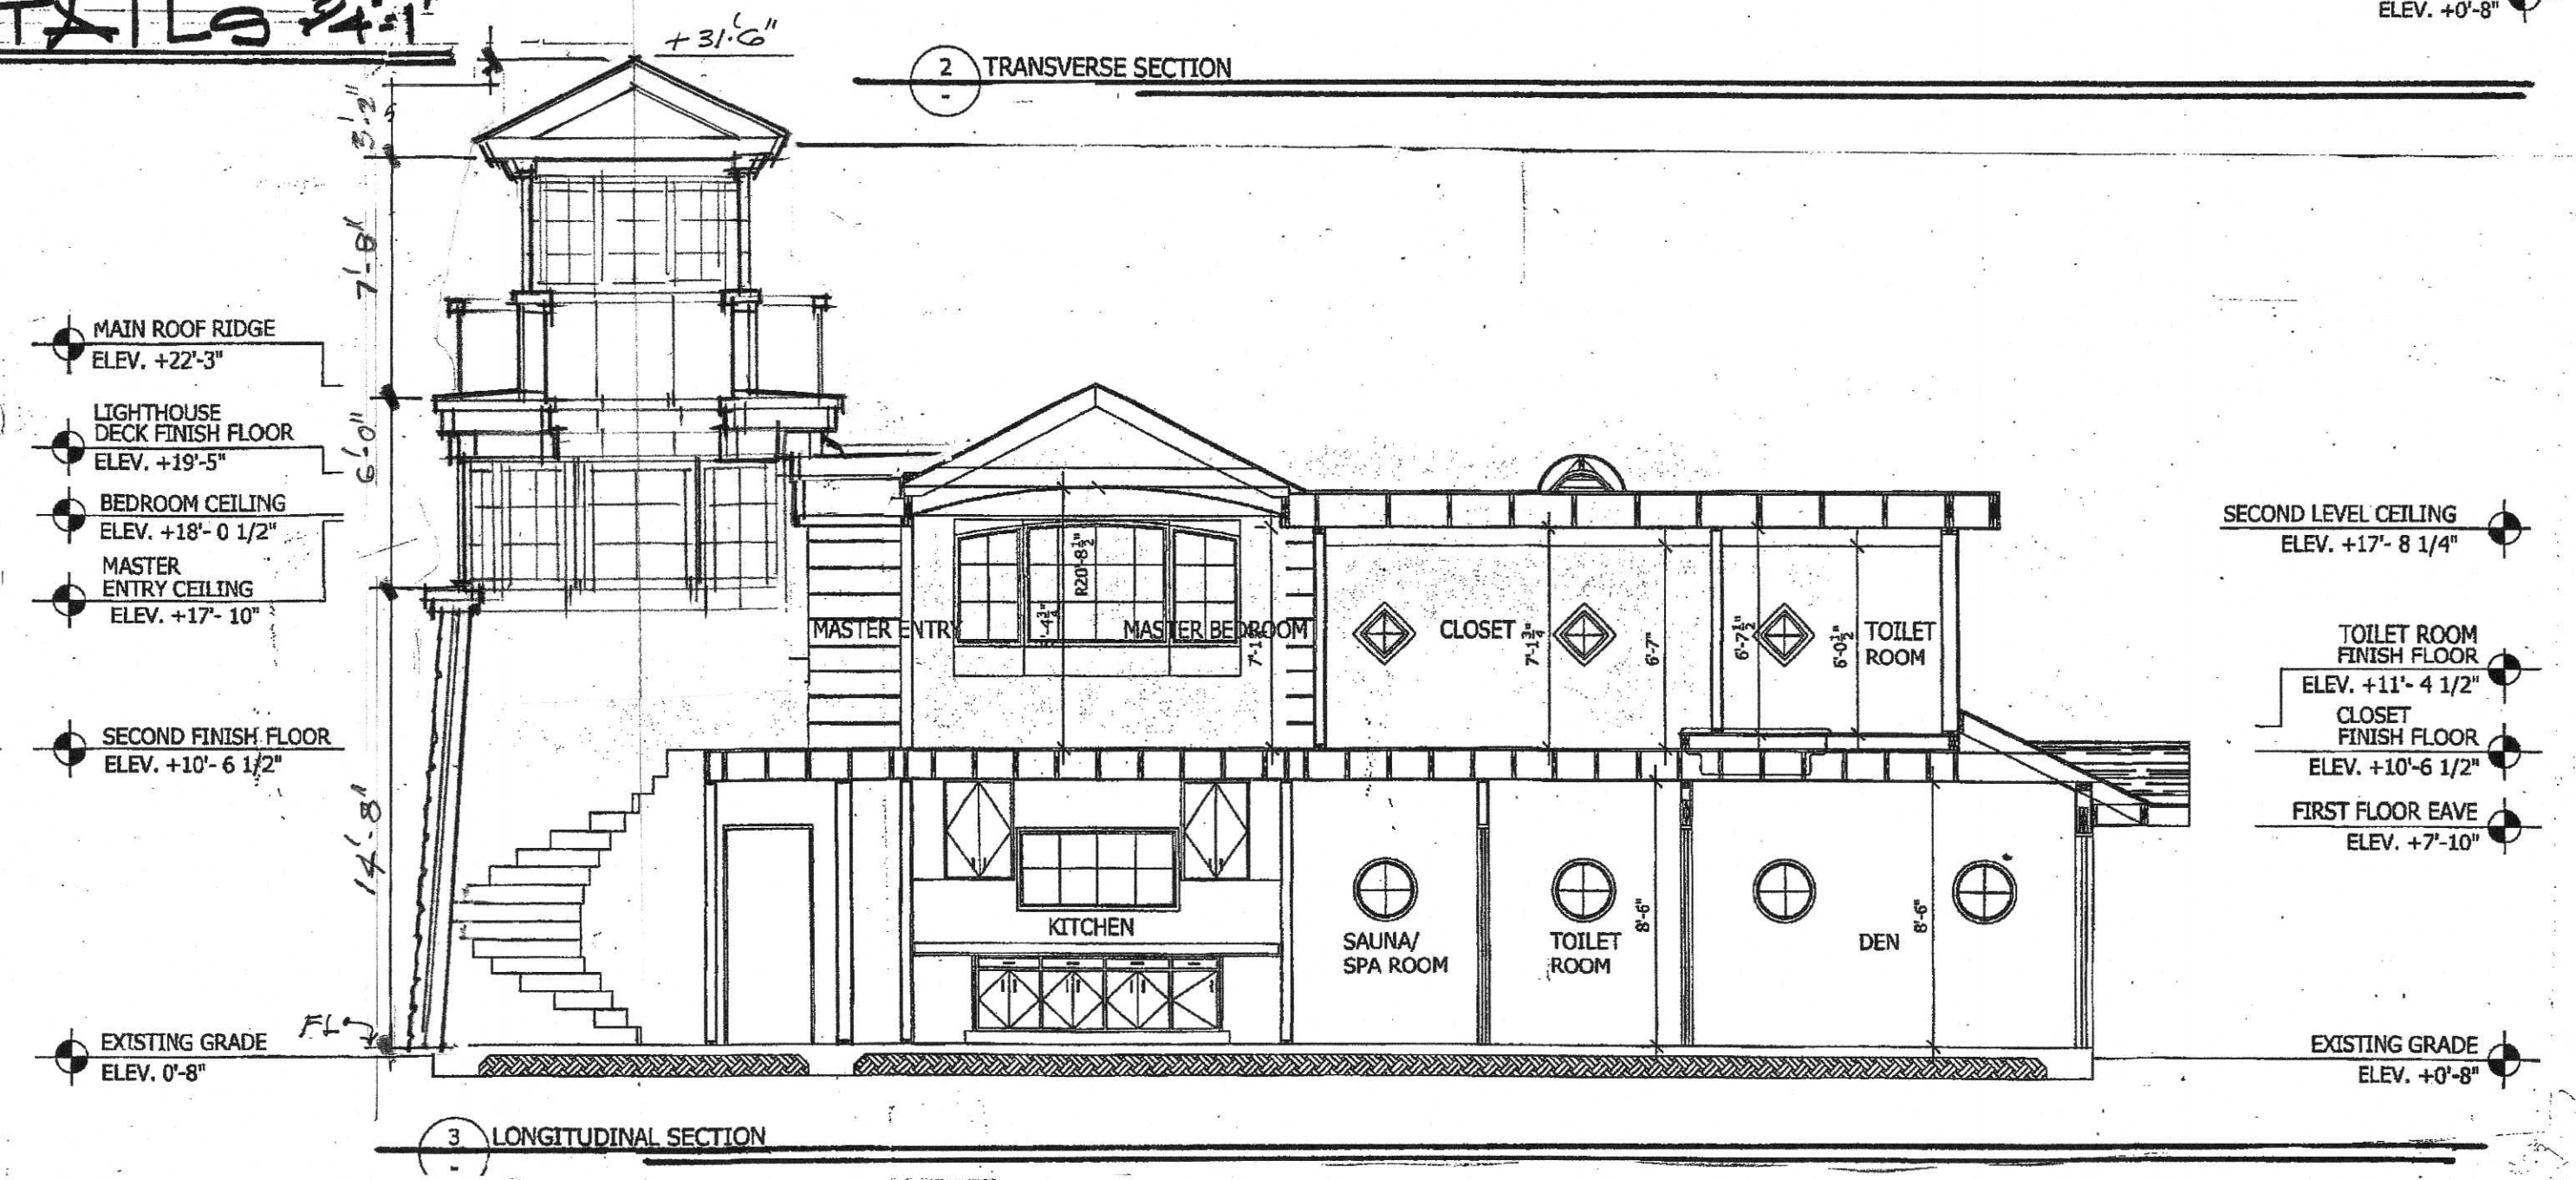 TAILS 3/4"=1'
+31'-6"
ELEV. +0'-8"
2 TRANSVERSE SECTION
-
3'-2"
7'-8"
6'-0"
14'-8"
FL
MAIN ROOF RIDGE
ELEV. +22'-3"
LIGHTHOUSE
DECK FINISH FLOOR
ELEV. +19'-5"
BEDROOM CEILING
ELEV. +18'- 0 1/2"
MASTER
ENTRY CEILING
ELEV. +17'- 10"
SECOND FINISH FLOOR
ELEV. +10'- 6 1/2"
EXISTING GRADE
ELEV. 0'-8"
MASTER ENTRY
R20'-8 1/2"
MASTER BEDROOM
CLOSET
7'-1 3/4"
6'-7"
6'-7 1/2"
6'-0 1/2"
TOILET
ROOM
KITCHEN
SAUNA/
SPA ROOM
TOILET
ROOM
8'-6"
DEN
8'-6"
SECOND LEVEL CEILING
ELEV. +17'- 8 1/4"
TOILET ROOM
FINISH FLOOR
ELEV. +11'- 4 1/2"
CLOSET
FINISH FLOOR
ELEV. +10'-6 1/2"
FIRST FLOOR EAVE
ELEV. +7'-10"
EXISTING GRADE
ELEV. +0'-8"
3 LONGITUDINAL SECTION
-